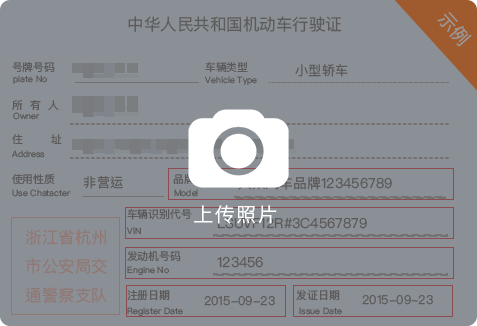 中华人民共和国机动车行驶证
示例
号牌号码
plate No
车辆类型
Vehicle Type
小型轿车
所 有 人
Owner
住 址
Address
使用性质
Use Chatacter
非营运
品牌
Model
车品牌123456789
上传照片
车辆识别代号
VIN
12R#3C4567879
发动机号码
Engine No
123456
浙江省杭州
市公安局交
通警察支队
注册日期
Register Date
2015-09-23
发证日期
Issue Date
2015-09-23